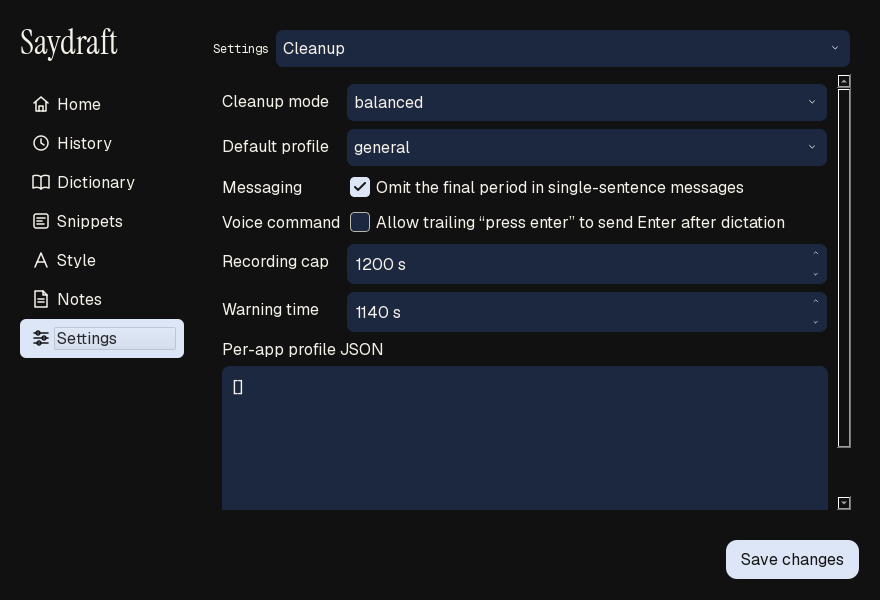 Saydraft
Settings Cleanup
Home
History
Dictionary
Snippets
Style
Notes
Settings
Cleanup mode balanced
Default profile general
Messaging Omit the final period in single-sentence messages
Voice command Allow trailing “press enter” to send Enter after dictation
Recording cap 1200 s
Warning time 1140 s
Per-app profile JSON
[]
Save changes